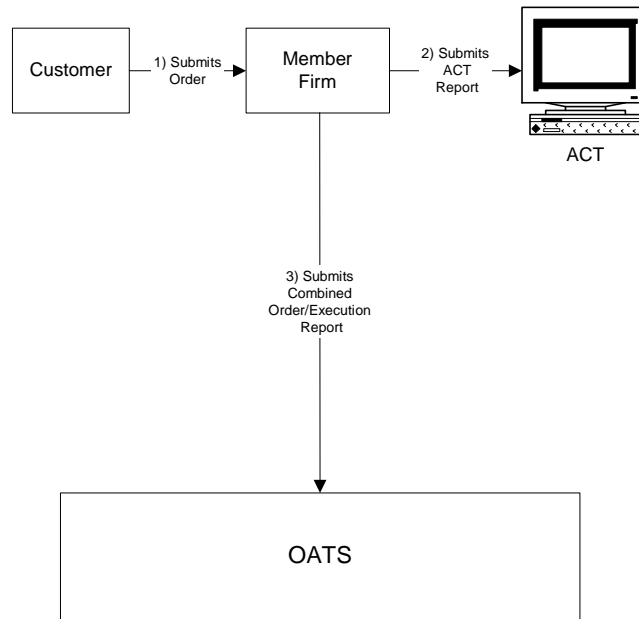 Customer
1) Submits
Order
Member
Firm
2) Submits
ACT
Report
ACT
3) Submits
Combined
Order/Execution
Report
OATS